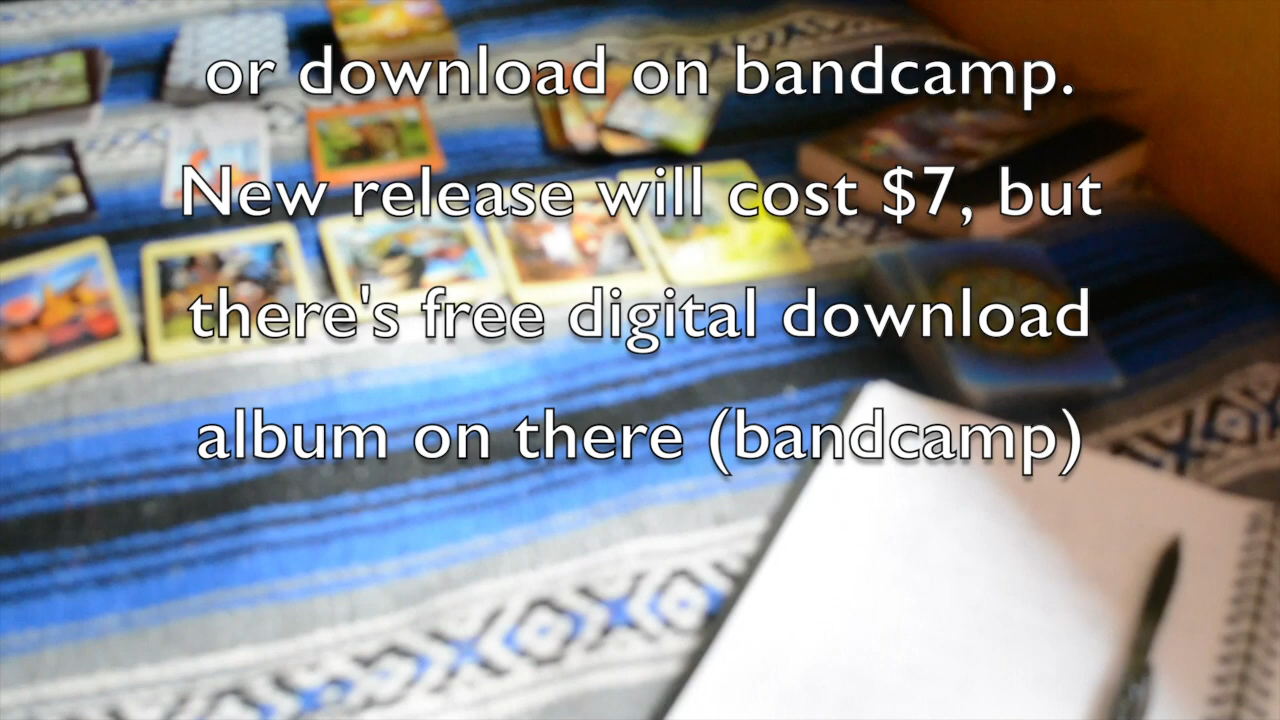 or download on bandcamp.
New release will cost $7, but
there's free digital download
album on there (bandcamp)